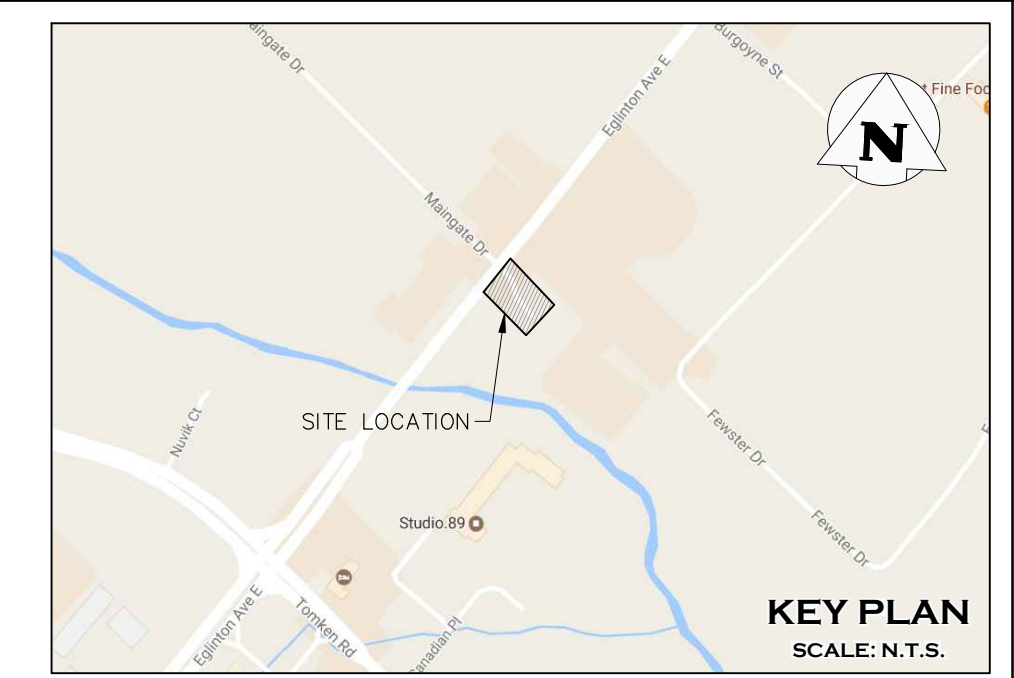 Maingate Dr
Burgoyne St
Eglinton Ave E
t Fine Foo
N
Maingate Dr
SITE LOCATION
Nuvik Ct
Fewster Dr
Studio.89
Fewster Dr
Eglinton Ave E
Tomken Rd
Canadian Pl
KEY PLAN
SCALE: N.T.S.